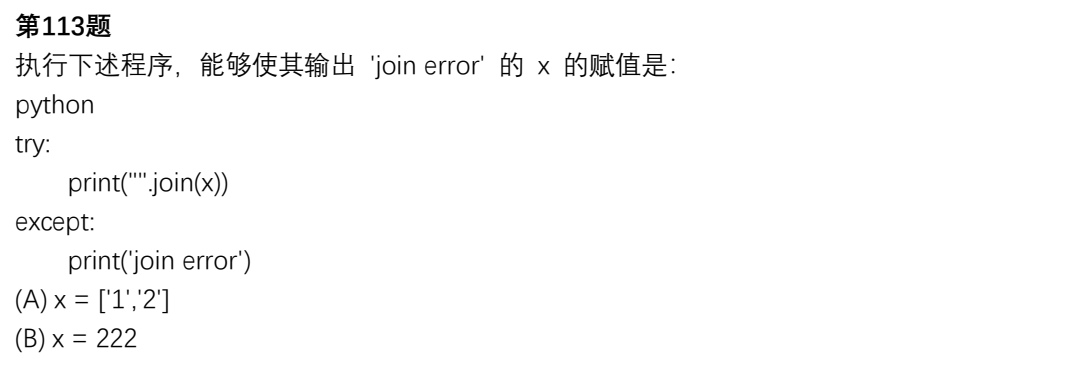 第113题
执行下述程序，能够使其输出 'join error' 的 x 的赋值是：
python
try:
    print("".join(x))
except:
    print('join error')
(A) x = ['1','2']
(B) x = 222